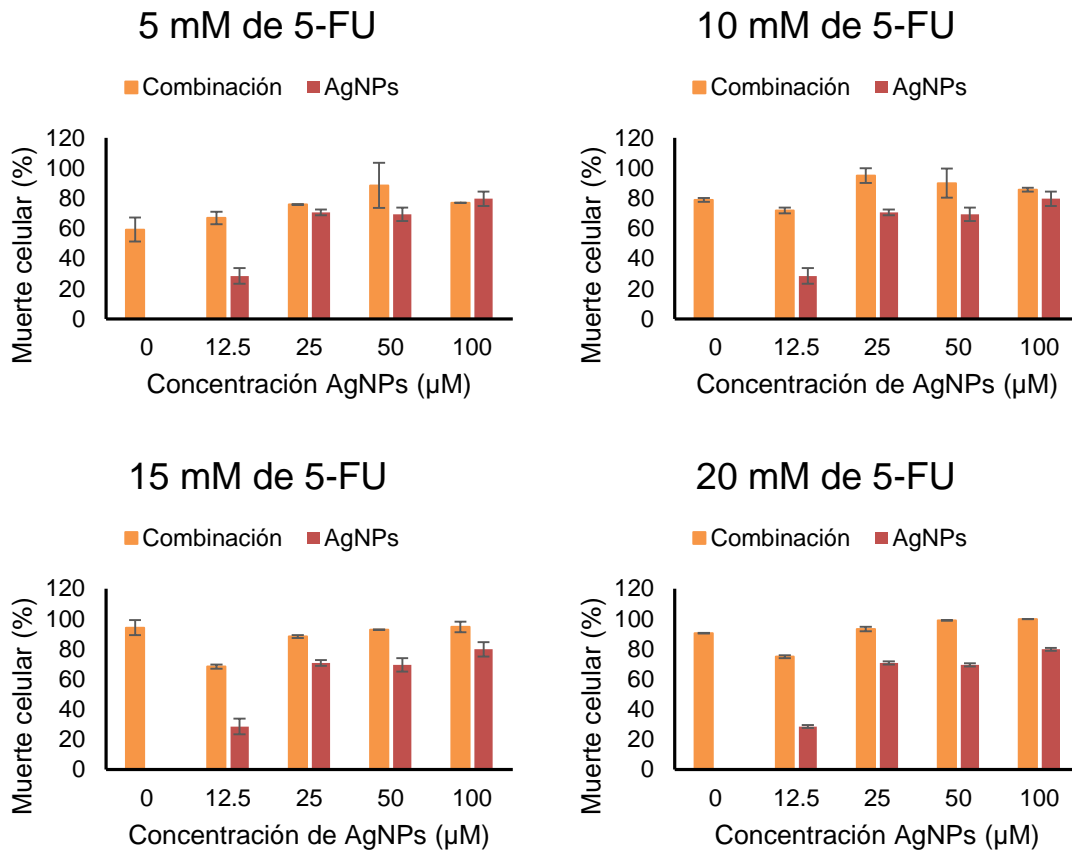 5 mM de 5-FU
Combinación AgNPs
Muerte celular (%)
120
100
80
60
40
20
0
0 12.5 25 50 100
Concentración AgNPs (µM)
10 mM de 5-FU
Combinación AgNPs
Muerte celular (%)
120
100
80
60
40
20
0
0 12.5 25 50 100
Concentración de AgNPs (µM)
15 mM de 5-FU
Combinación AgNPs
Muerte celular (%)
120
100
80
60
40
20
0
0 12.5 25 50 100
Concentración de AgNPs (µM)
20 mM de 5-FU
Combinación AgNPs
Muerte celular (%)
120
100
80
60
40
20
0
0 12.5 25 50 100
Concentración AgNPs (µM)